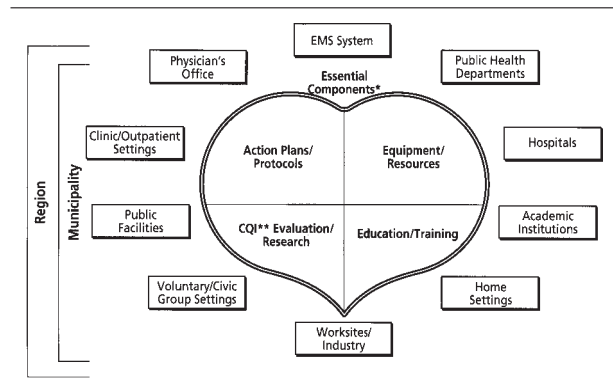 EMS System
Physician's
Office
Public Health
Departments
Essential
Components*
Clinic/Outpatient
Settings
Action Plans/
Protocols
Equipment/
Resources
Hospitals
Region
Municipality
Public
Facilities
CQI** Evaluation/
Research
Education/Training
Academic
Institutions
Voluntary/Civic
Group Settings
Home
Settings
Worksites/
Industry